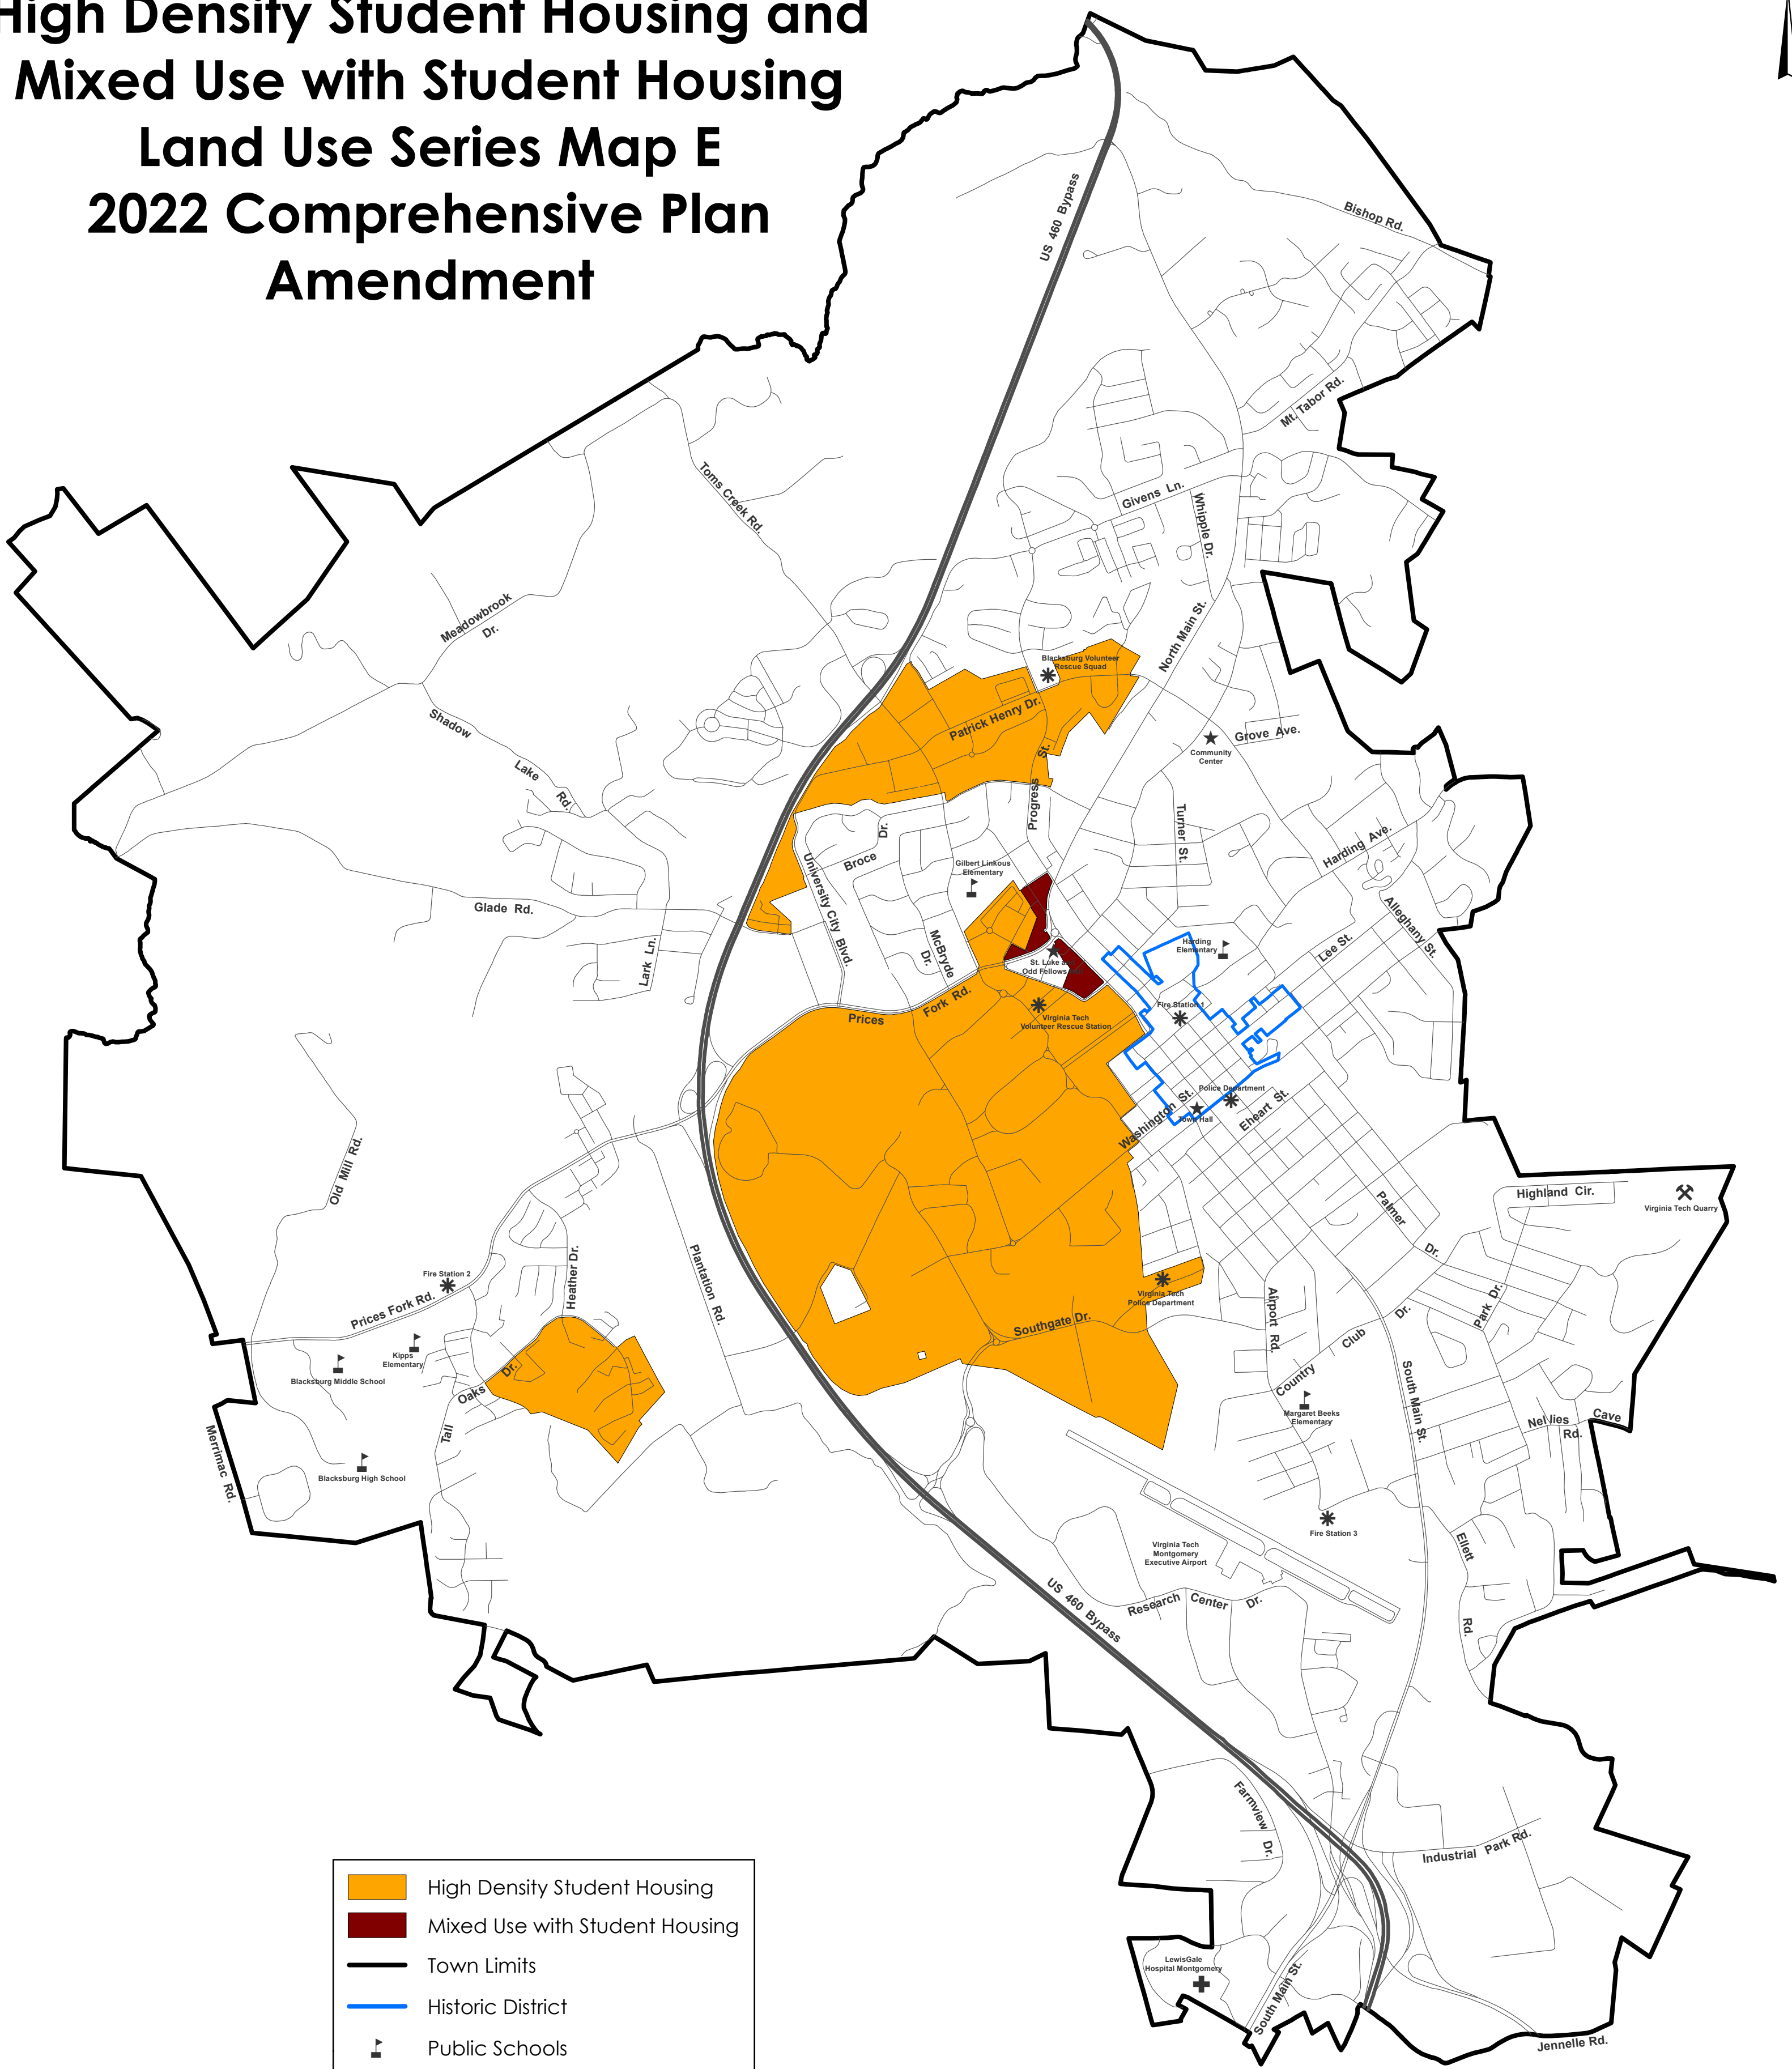 High Density Student Housing and
Mixed Use with Student Housing
Land Use Series Map E
2022 Comprehensive Plan
Amendment
US 460 Bypass
Bishop Rd.
Mt. Tabor Rd.
Toms Creek Rd.
Givens Ln.
Whipple Dr.
Meadowbrook
Dr.
North Main St.
Blacksburg Volunteer
Rescue Squad
Patrick Henry Dr.
Shadow
Lake
Rd.
Community
Center
Grove Ave.
Progress
St.
Turner St.
Harding Ave.
Broce
Dr.
University City Blvd.
Gilbert Linkous
Elementary
McBryde
Dr.
Glade Rd.
Lark Ln.
Alleghany St.
Lee St.
Harding
Elementary
St. Luke a
Odd Fellows
Fire Station 1
Prices
Fork Rd.
Virginia Tech
Volunteer Rescue Station
Police Department
Washington St.
Town Hall
Eheart St.
Old Mill Rd.
Palmer
Dr.
Highland Cir.
Virginia Tech Quarry
Plantation Rd.
Heather Dr.
Fire Station 2
Prices Fork Rd.
Virginia Tech
Police Department
Southgate Dr.
Airport Rd.
Park Dr.
Country
Club
Dr.
Kipps
Elementary
Blacksburg Middle School
Tall
Oaks
Dr.
South Main St.
Margaret Beeks
Elementary
Nellies
Cave
Rd.
Merrimac Rd.
Blacksburg High School
Fire Station 3
Ellett
Rd.
Virginia Tech
Montgomery
Executive Airport
US 460 Bypass
Research
Center
Dr.
Farmview
Dr.
Industrial
Park Rd.
LewisGale
Hospital Montgomery
South Main St.
Jennelle Rd.
High Density Student Housing
Mixed Use with Student Housing
Town Limits
Historic District
Public Schools